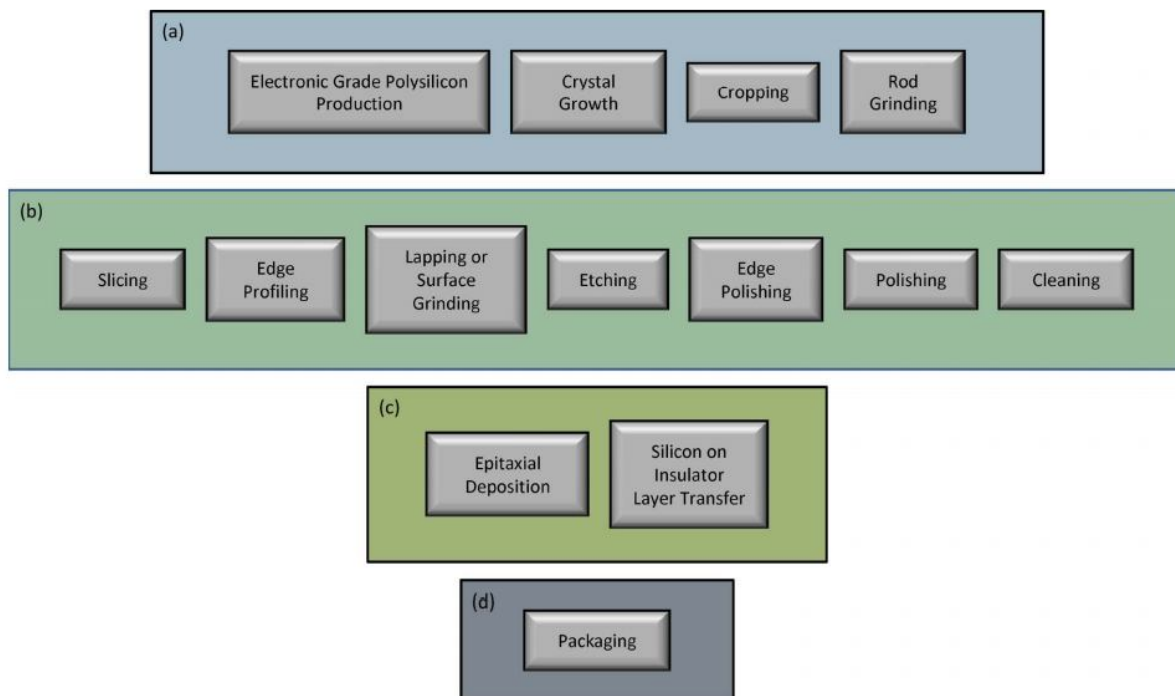 (a)
Electronic Grade Polysilicon
Production
Crystal
Growth
Cropping
Rod
Grinding
(b)
Slicing
Edge
Profiling
Lapping or
Surface
Grinding
Etching
Edge
Polishing
Polishing
Cleaning
(c)
Epitaxial
Deposition
Silicon on
Insulator
Layer Transfer
(d)
Packaging